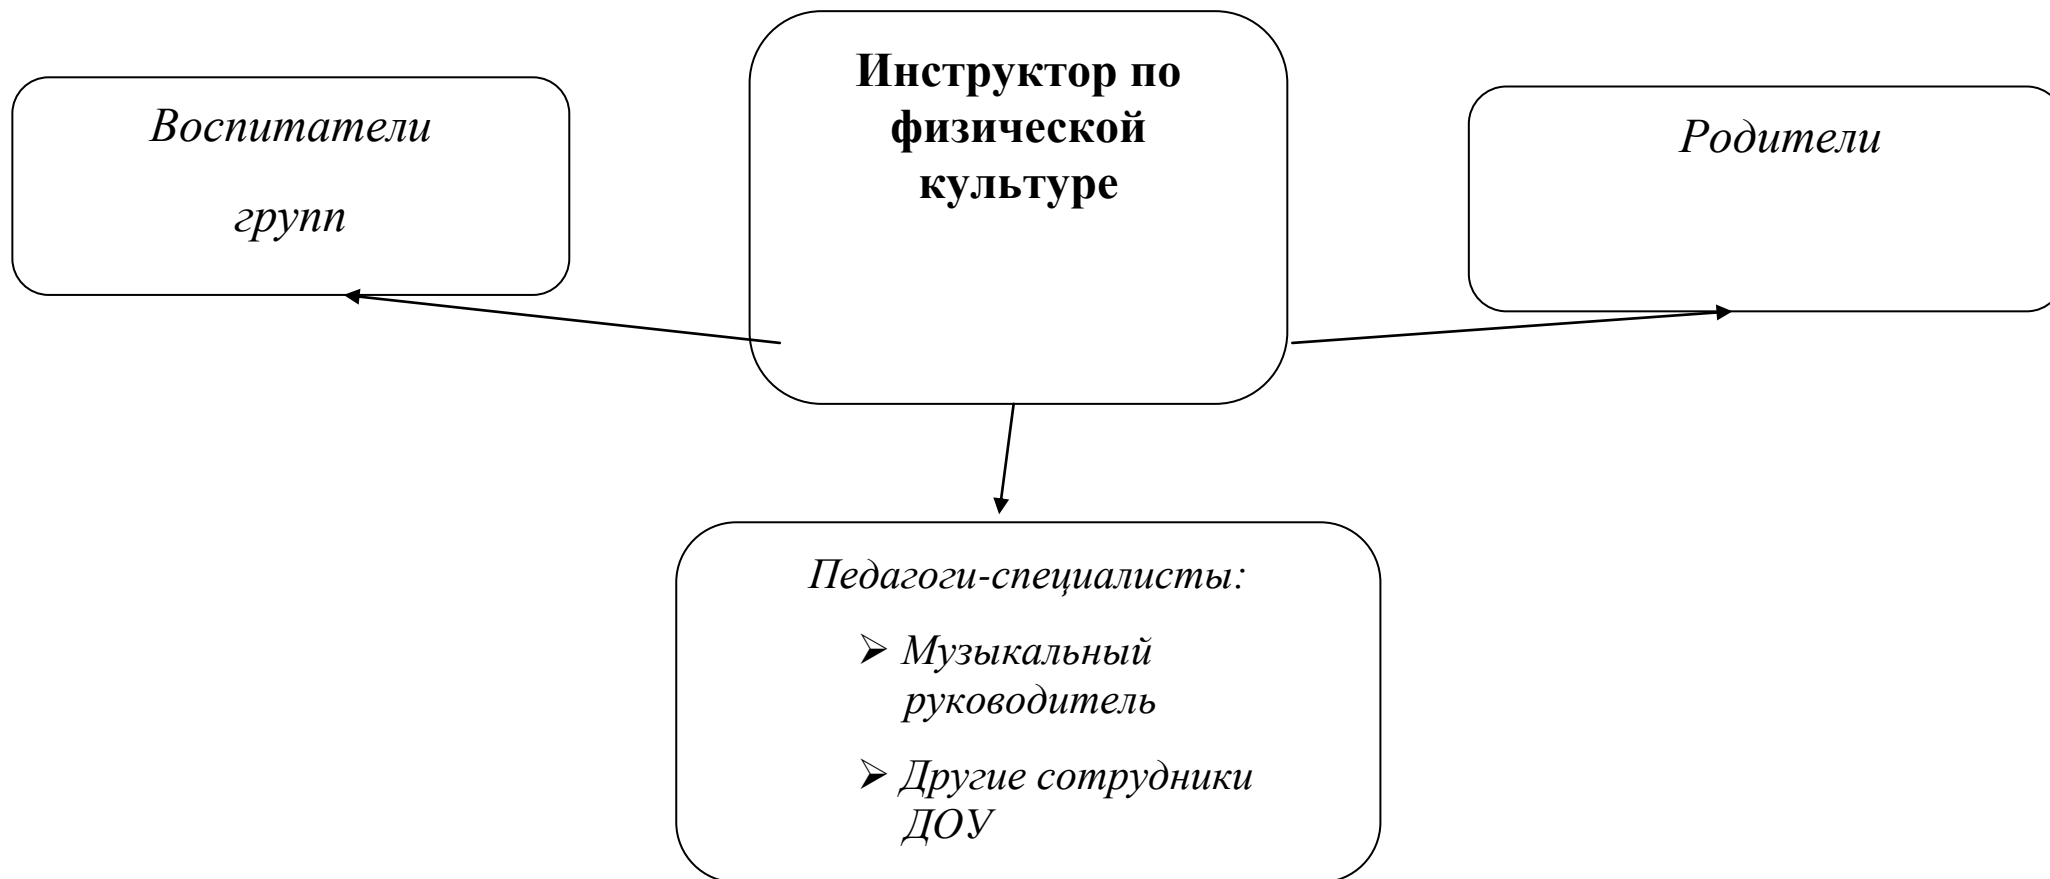 Инструктор по
физической
культуре
Воспитатели
групп
Родители
Педагоги-специалисты:
➢ Музыкальный
руководитель
➢ Другие сотрудники
ДОУ